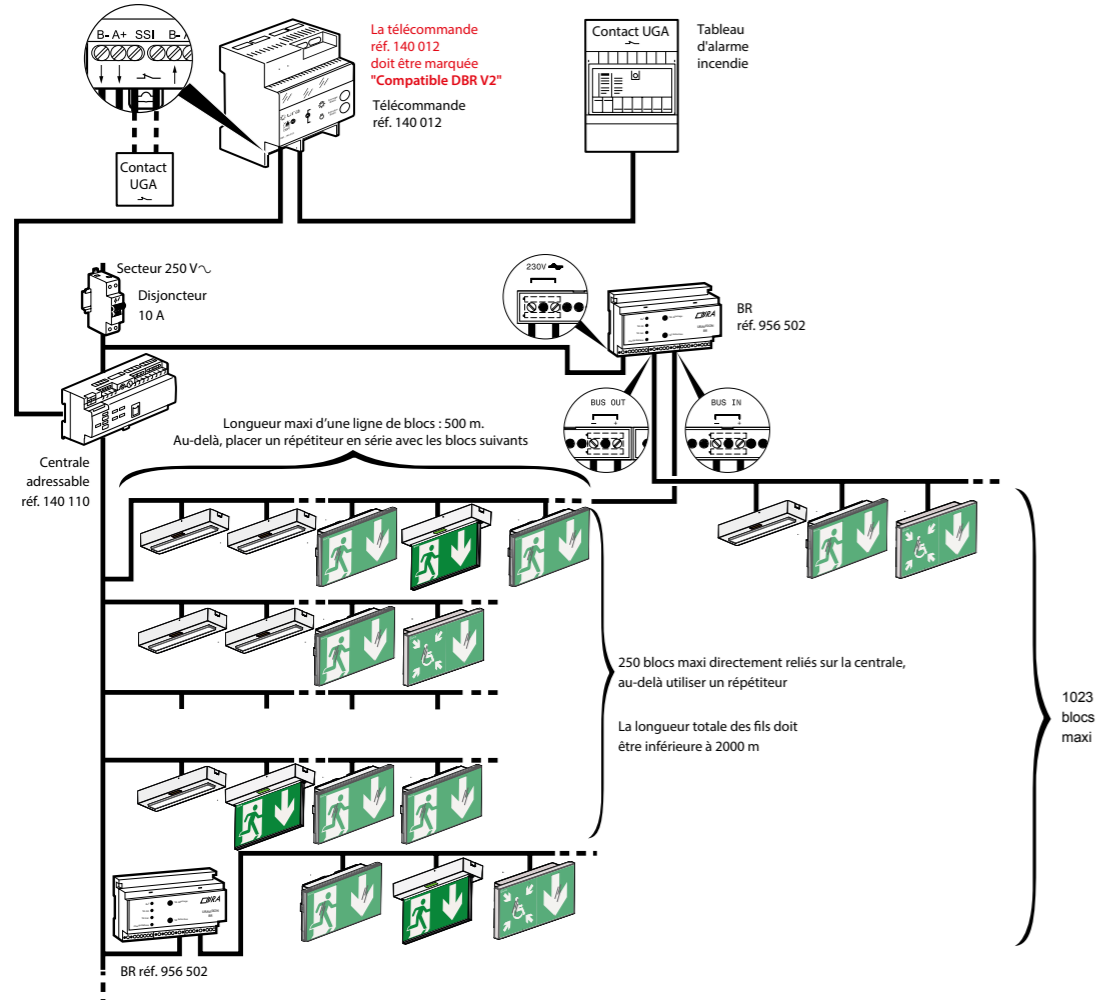 B- A+ SSI B-
Contact
UGA
La télécommande
réf. 140 012
doit être marquée
"Compatible DBR V2"
Télécommande
réf. 140 012
ura
Contact UGA
Tableau
d'alarme
incendie
Secteur 250 V
Disjoncteur
10 A
230V
URA
BR
réf. 956 502
BUS OUT
- +
BUS IN
- +
Centrale
adressable
réf. 140 110
Longueur maxi d'une ligne de blocs : 500 m.
Au-delà, placer un répétiteur en série avec les blocs suivants
250 blocs maxi directement reliés sur la centrale,
au-delà utiliser un répétiteur
La longueur totale des fils doit
être inférieure à 2000 m
1023
blocs
maxi
URA
BR réf. 956 502